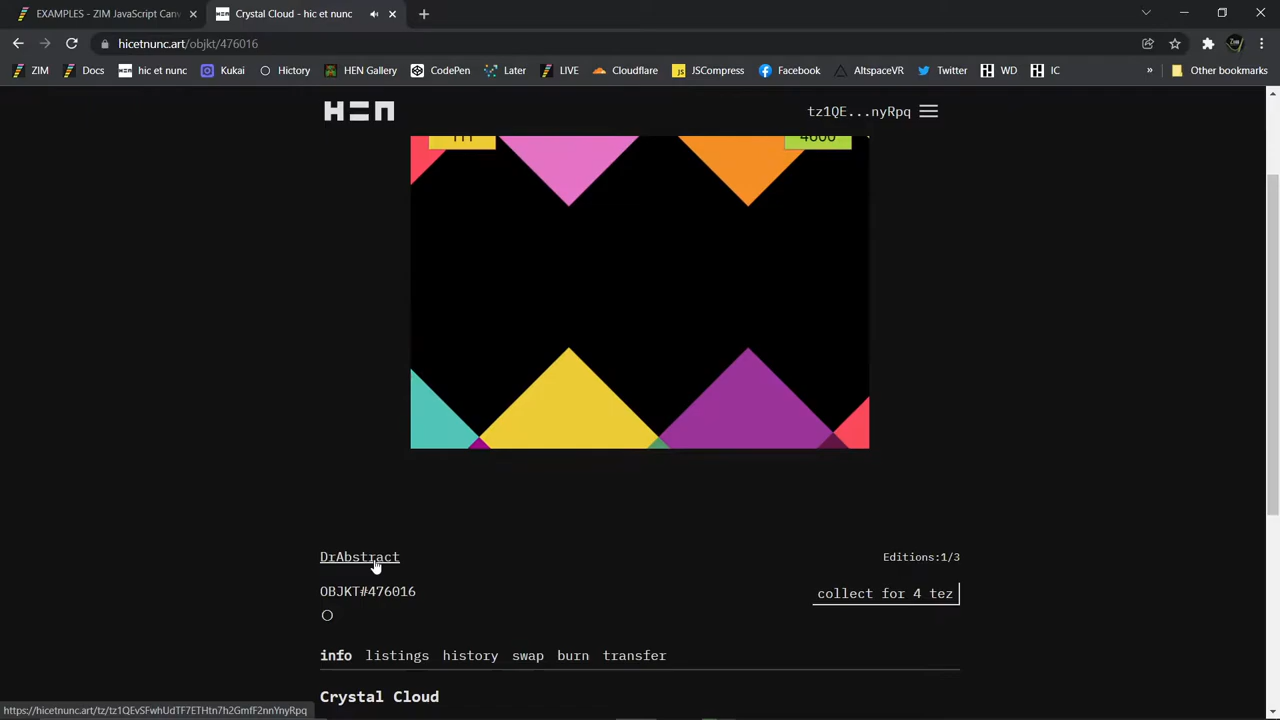 EXAMPLES - ZIM JavaScript Canv
Crystal Cloud - hic et nunc
hicetnunc.art/objkt/476016
ZIM Docs hic et nunc Kukai Hictory HEN Gallery CodePen Later LIVE Cloudflare JSCompress Facebook AltspaceVR Twitter WD IC » Other bookmarks
HEN
tz1QE...nyRpq
4600
DrAbstract
Editions:1/3
OBJKT#476016
collect for 4 tez
info listings history swap burn transfer
Crystal Cloud
https://hicetnunc.art/tz/tz1QEvSFwhUdTF7ETHtn7h2GmfF2nnYnyRpq